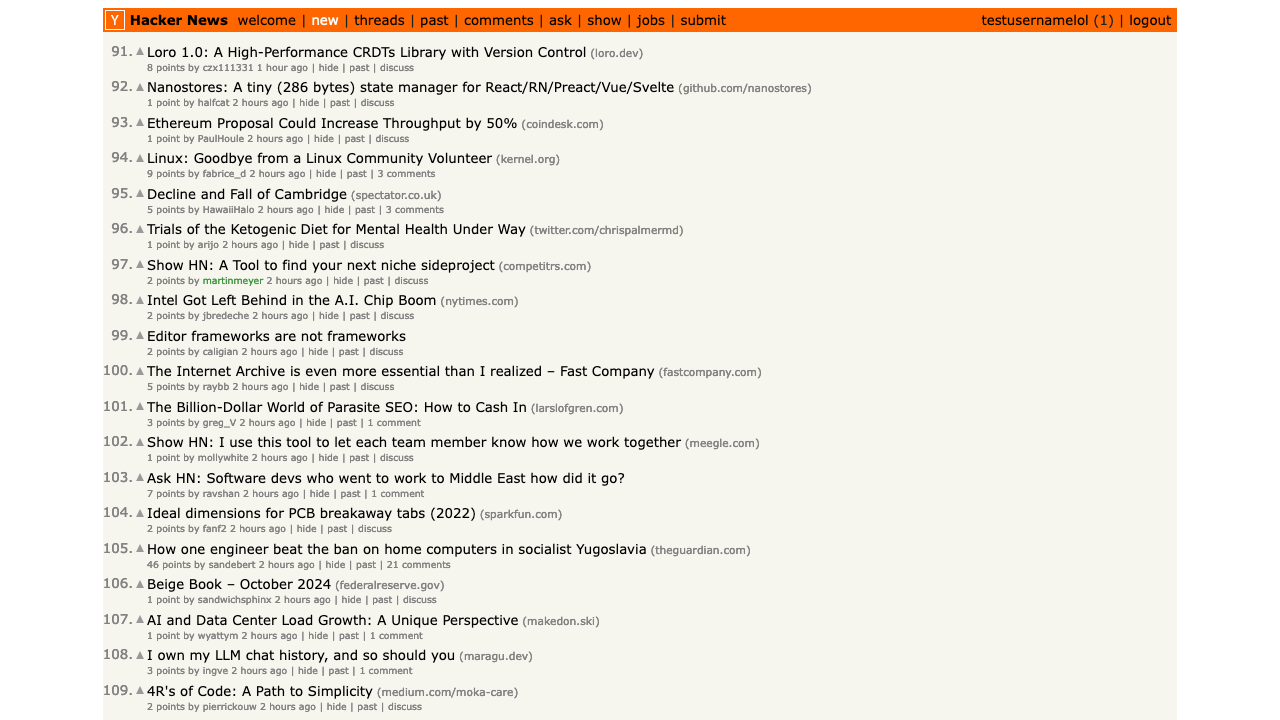 Y Hacker News welcome | new | threads | past | comments | ask | show | jobs | submit testusernamelol (1) | logout
91. Loro 1.0: A High-Performance CRDTs Library with Version Control (loro.dev)
8 points by czx111331 1 hour ago | hide | past | discuss
92. Nanostores: A tiny (286 bytes) state manager for React/RN/Preact/Vue/Svelte (github.com/nanostores)
1 point by halfcat 2 hours ago | hide | past | discuss
93. Ethereum Proposal Could Increase Throughput by 50% (coindesk.com)
1 point by PaulHoule 2 hours ago | hide | past | discuss
94. Linux: Goodbye from a Linux Community Volunteer (kernel.org)
9 points by fabrice_d 2 hours ago | hide | past | 3 comments
95. Decline and Fall of Cambridge (spectator.co.uk)
5 points by HawaiiHalo 2 hours ago | hide | past | 3 comments
96. Trials of the Ketogenic Diet for Mental Health Under Way (twitter.com/chrispalmermd)
1 point by arijo 2 hours ago | hide | past | discuss
97. Show HN: A Tool to find your next niche sideproject (competitrs.com)
2 points by martinmeyer 2 hours ago | hide | past | discuss
98. Intel Got Left Behind in the A.I. Chip Boom (nytimes.com)
2 points by jbredeche 2 hours ago | hide | past | discuss
99. Editor frameworks are not frameworks
2 points by caligian 2 hours ago | hide | past | discuss
100. The Internet Archive is even more essential than I realized – Fast Company (fastcompany.com)
5 points by raybb 2 hours ago | hide | past | discuss
101. The Billion-Dollar World of Parasite SEO: How to Cash In (larslofgren.com)
3 points by greg_V 2 hours ago | hide | past | 1 comment
102. Show HN: I use this tool to let each team member know how we work together (meegle.com)
1 point by mollywhite 2 hours ago | hide | past | discuss
103. Ask HN: Software devs who went to work to Middle East how did it go?
7 points by ravshan 2 hours ago | hide | past | 1 comment
104. Ideal dimensions for PCB breakaway tabs (2022) (sparkfun.com)
2 points by fanf2 2 hours ago | hide | past | discuss
105. How one engineer beat the ban on home computers in socialist Yugoslavia (theguardian.com)
46 points by sandebert 2 hours ago | hide | past | 21 comments
106. Beige Book – October 2024 (federalreserve.gov)
1 point by sandwichsphinx 2 hours ago | hide | past | discuss
107. AI and Data Center Load Growth: A Unique Perspective (makedon.ski)
1 point by wyattym 2 hours ago | hide | past | 1 comment
108. I own my LLM chat history, and so should you (maragu.dev)
3 points by ingve 2 hours ago | hide | past | 1 comment
109. 4R's of Code: A Path to Simplicity (medium.com/moka-care)
2 points by pierrickouw 2 hours ago | hide | past | discuss